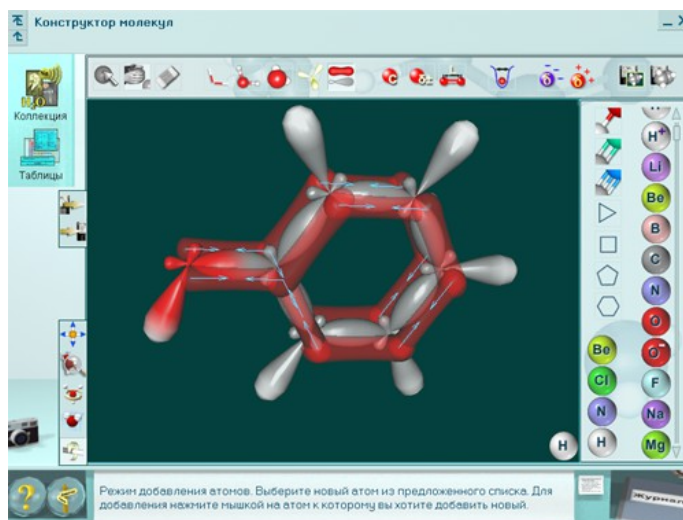 Конструктор молекул
H₂O
Коллекция
Таблицы
C
δ-
δ+
H⁺
Li
Be
B
C
N
O
O⁻
F
Na
Mg
Be
Cl
N
H
H
?
Режим добавления атомов. Выберите новый атом из предложенного списка. Для
добавления нажмите мышкой на атом к которому вы хотите добавить новый.
Журнал